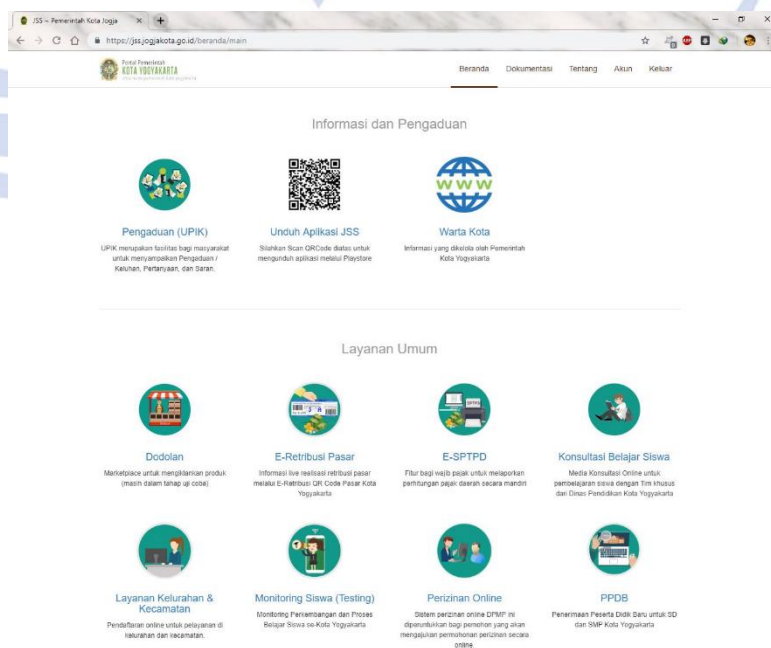 JSS – Pemerintah Kota Jogja
https://jss.jogjakota.go.id/beranda/main
Portal Pemerintah
KOTA YOGYAKARTA
Beranda Dokumentasi Tentang Akun Keluar
Informasi dan Pengaduan
WWW
Pengaduan (UPIK)
UPIK merupakan fasilitas bagi masyarakat
untuk menyampaikan Pengaduan /
Keluhan, Pertanyaan, dan Saran.
Unduh Aplikasi JSS
Silahkan Scan QRCode diatas untuk
mengunduh aplikasi melalui Playstore
Warta Kota
Informasi yang dikelola olah Pemerintah
Kota Yogyakarta
Layanan Umum
SPTPD
Dodolan
Marketplace untuk mengiklankan produk
(masih dalam tahap uji coba)
E-Retribusi Pasar
Informasi live realisasi retribusi pasar
melalui E-Retribusi QR Code Pasar Kota
Yogyakarta
E-SPTPD
Fitur bagi wajib pajak untuk melaporkan
perhitungan pajak daerah secara mandiri
Konsultasi Belajar Siswa
Media Konsultasi Online untuk
pembelajaran siswa dengan Tim khusus
dari Dinas Pendidikan Kota Yogyakarta
Layanan Kelurahan &
Kecamatan
Pendaftaran online untuk pelayanan di
kelurahan dan kecamatan.
Monitoring Siswa (Testing)
Monitoring Perkembangan dan Proses
Belajar Siswa se-Kota Yogyakarta
Perizinan Online
Sistem perizinan online DPMP ini
diperuntukkan bagi pemohon yang akan
mengajukan permohonan perizinan secara
online
PPDB
Penerimaan Peserta Didik Baru untuk SD
dan SMP Kota Yogyakarta